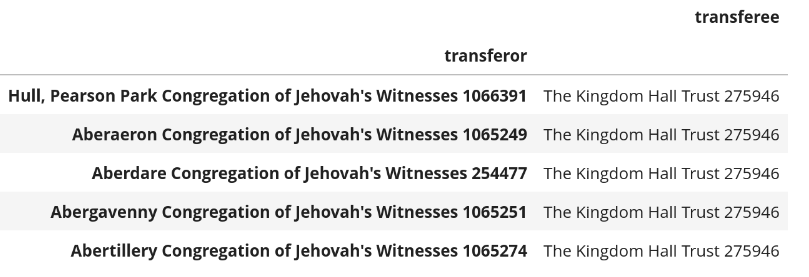 transferee
transferor
Hull, Pearson Park Congregation of Jehovah's Witnesses 1066391 The Kingdom Hall Trust 275946
Aberaeron Congregation of Jehovah's Witnesses 1065249 The Kingdom Hall Trust 275946
Aberdare Congregation of Jehovah's Witnesses 254477 The Kingdom Hall Trust 275946
Abergavenny Congregation of Jehovah's Witnesses 1065251 The Kingdom Hall Trust 275946
Abertillery Congregation of Jehovah's Witnesses 1065274 The Kingdom Hall Trust 275946